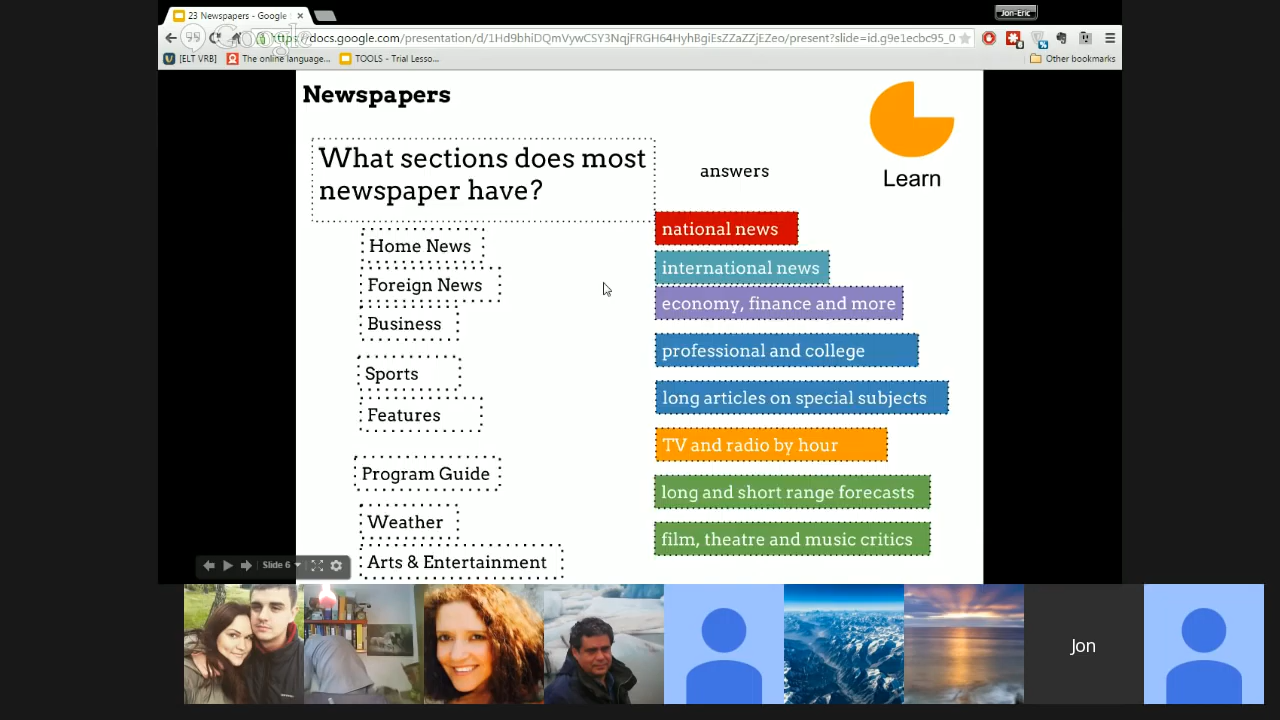 23 Newspapers - Google
Jon-Eric
Google
https://docs.google.com/presentation/d/1Hd9bhiDQmVywCSY3NqjFRGH64HyhBgiEsZZaZZjEZeo/present?slide=id.g9e1ecbc95_0
[ELT VRB]
The online language...
TOOLS - Trial Lesso...
Other bookmarks
Newspapers
What sections does most
newspaper have?
answers
Learn
Home News
national news
Foreign News
international news
Business
economy, finance and more
Sports
professional and college
Features
long articles on special subjects
Program Guide
TV and radio by hour
Weather
long and short range forecasts
Arts & Entertainment
film, theatre and music critics
Slide 6
Jon